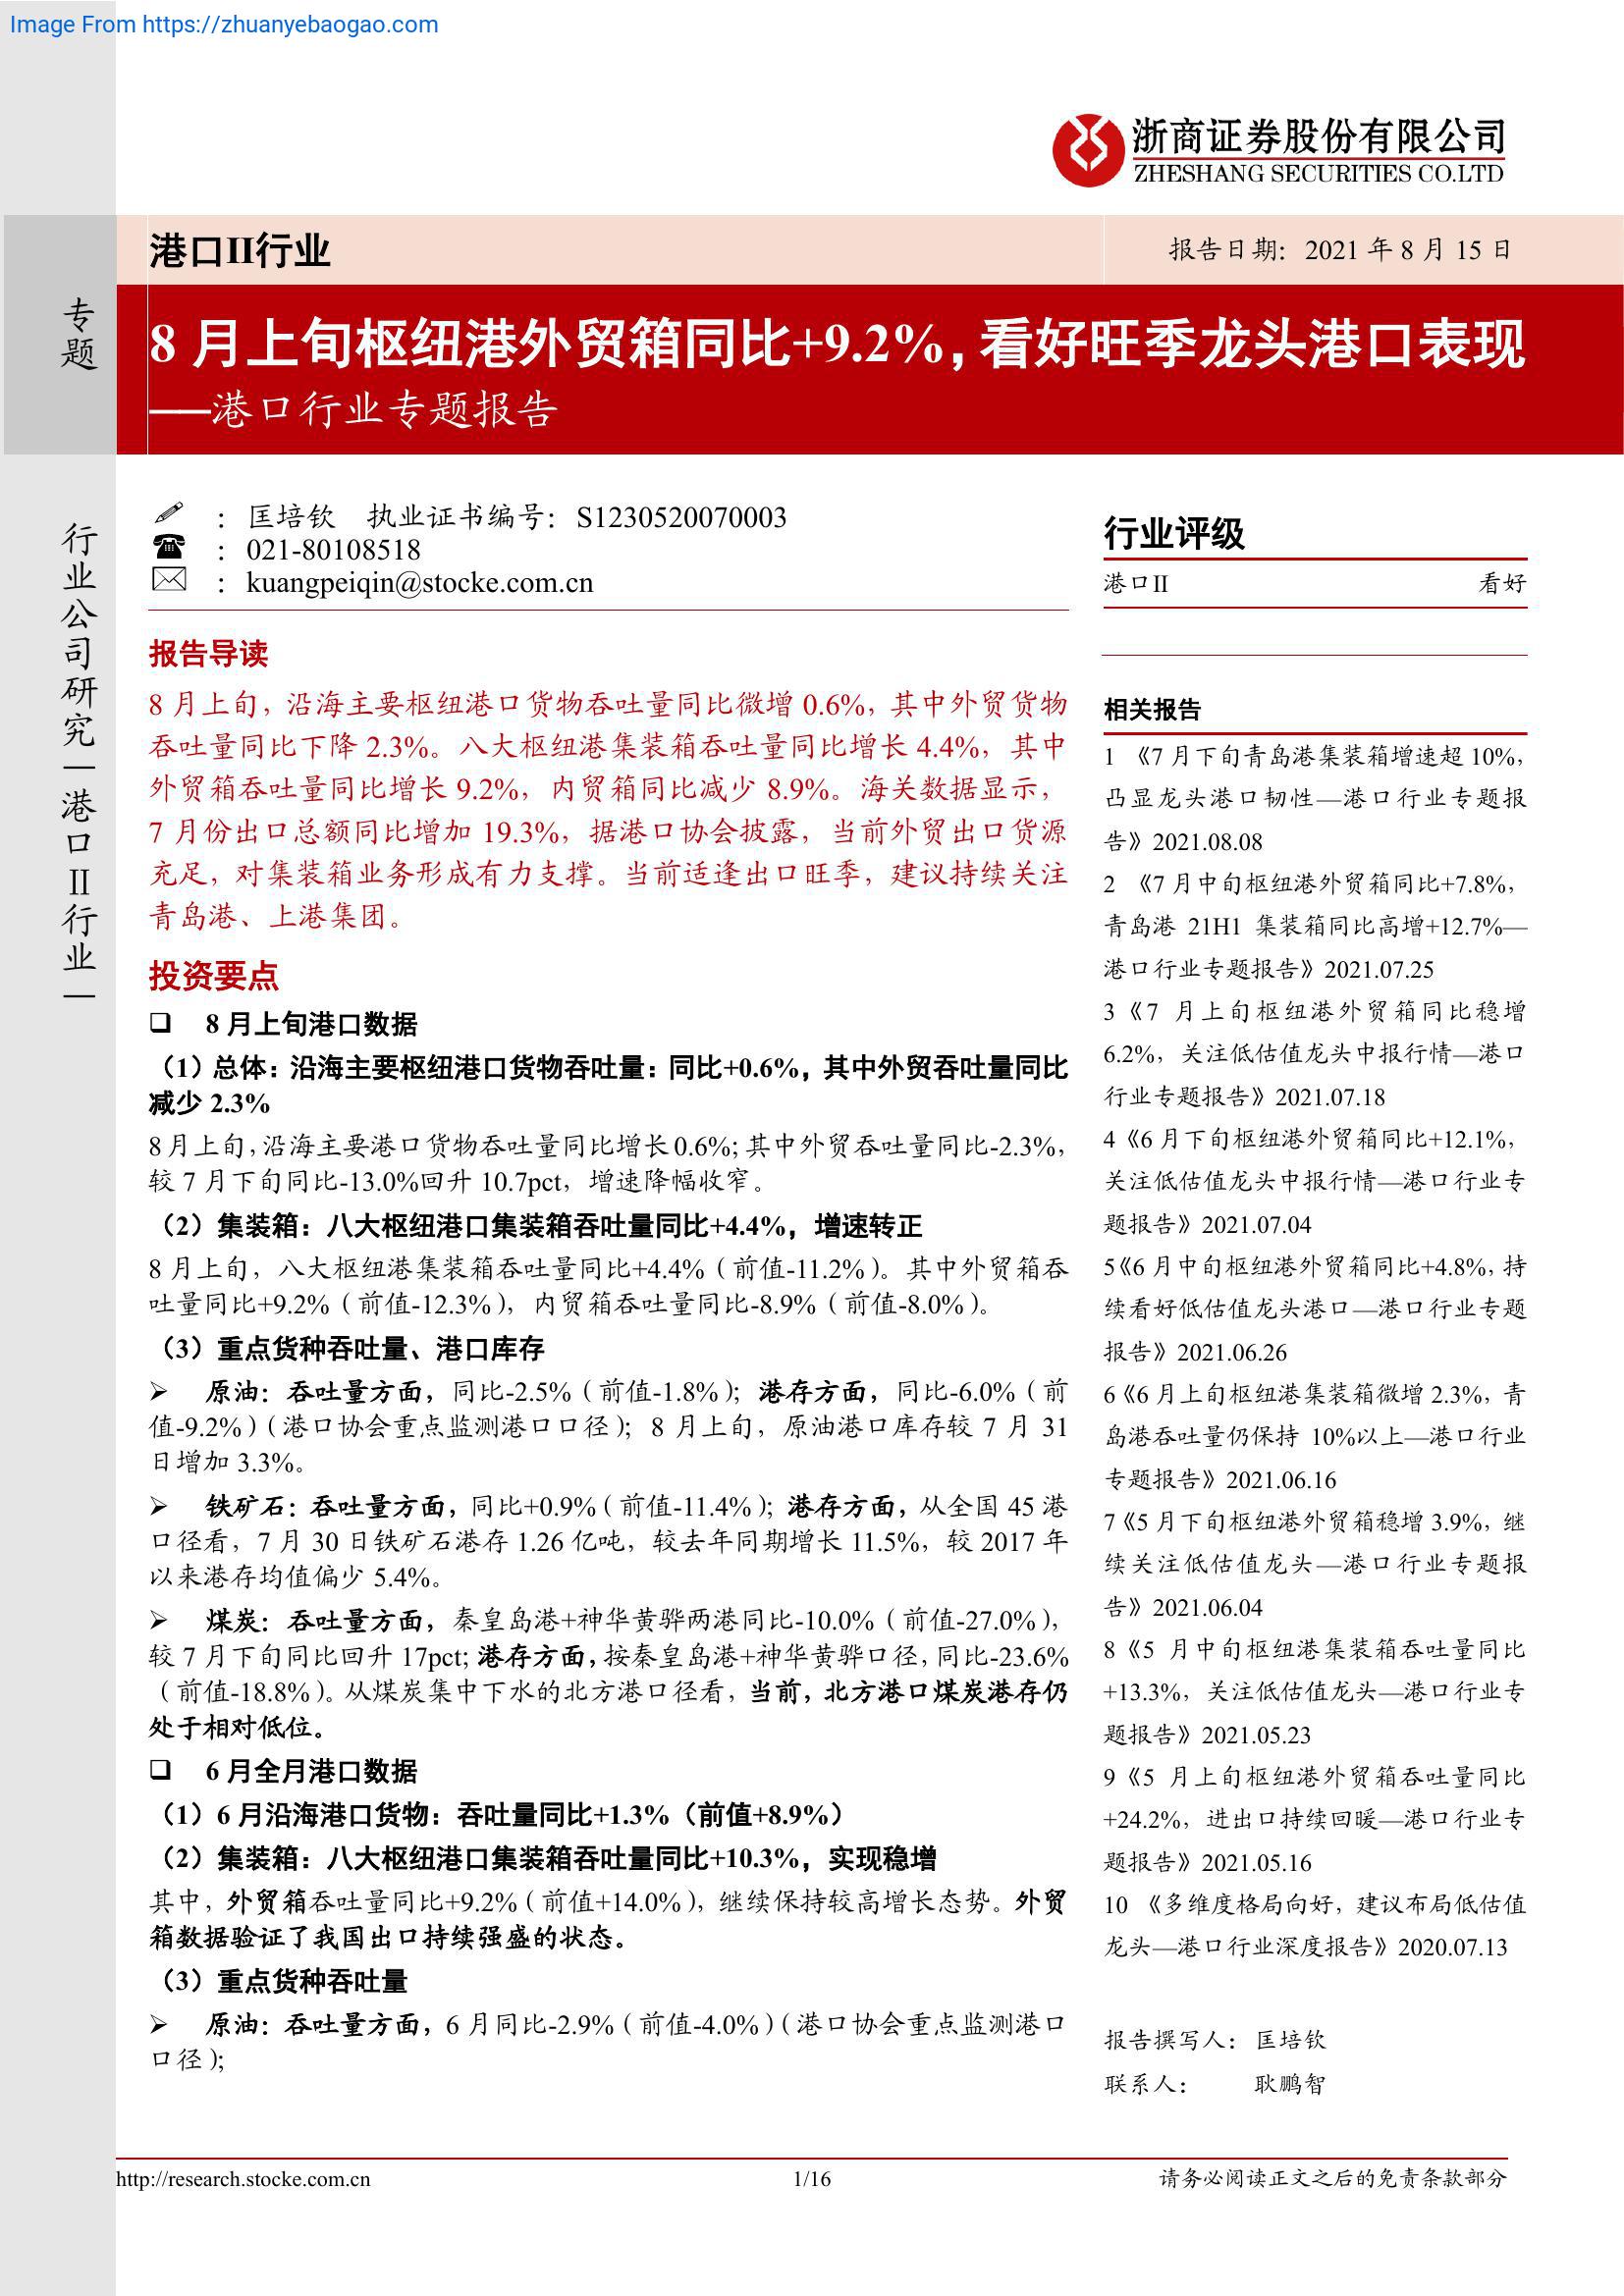 Image From https://zhuanyebaogao.com
浙商证券股份有限公司
ZHESHANG SECURITIES CO.LTD
港口II行业
报告日期：2021 年 8 月 15 日
专题
8 月上旬枢纽港外贸箱同比+9.2%，看好旺季龙头港口表现
——港口行业专题报告
行业公司研究—港口Ⅱ行业—
：匡培钦 执业证书编号：S1230520070003
：021-80108518
：kuangpeiqin@stocke.com.cn
报告导读
8 月上旬，沿海主要枢纽港口货物吞吐量同比微增 0.6%，其中外贸货物
吞吐量同比下降 2.3%。八大枢纽港集装箱吞吐量同比增长 4.4%，其中
外贸箱吞吐量同比增长 9.2%，内贸箱同比减少 8.9%。海关数据显示，
7 月份出口总额同比增加 19.3%，据港口协会披露，当前外贸出口货源
充足，对集装箱业务形成有力支撑。当前适逢出口旺季，建议持续关注
青岛港、上港集团。
投资要点
❑ 8 月上旬港口数据
（1）总体：沿海主要枢纽港口货物吞吐量：同比+0.6%，其中外贸吞吐量同比
减少 2.3%
8 月上旬，沿海主要港口货物吞吐量同比增长 0.6%；其中外贸吞吐量同比-2.3%，
较 7 月下旬同比-13.0%回升 10.7pct，增速降幅收窄。
（2）集装箱：八大枢纽港口集装箱吞吐量同比+4.4%，增速转正
8 月上旬，八大枢纽港集装箱吞吐量同比+4.4%（前值-11.2%）。其中外贸箱吞
吐量同比+9.2%（前值-12.3%），内贸箱吞吐量同比-8.9%（前值-8.0%）。
（3）重点货种吞吐量、港口库存
➢ 原油：吞吐量方面，同比-2.5%（前值-1.8%）；港存方面，同比-6.0%（前
值-9.2%）（港口协会重点监测港口口径）；8 月上旬，原油港口库存较 7 月 31
日增加 3.3%。
➢ 铁矿石：吞吐量方面，同比+0.9%（前值-11.4%）；港存方面，从全国 45 港
口径看，7 月 30 日铁矿石港存 1.26 亿吨，较去年同期增长 11.5%，较 2017 年
以来港存均值偏少 5.4%。
➢ 煤炭：吞吐量方面，秦皇岛港+神华黄骅两港同比-10.0%（前值-27.0%），
较 7 月下旬同比回升 17pct；港存方面，按秦皇岛港+神华黄骅口径，同比-23.6%
（前值-18.8%）。从煤炭集中下水的北方港口径看，当前，北方港口煤炭港存仍
处于相对低位。
❑ 6 月全月港口数据
（1）6 月沿海港口货物：吞吐量同比+1.3%（前值+8.9%）
（2）集装箱：八大枢纽港口集装箱吞吐量同比+10.3%，实现稳增
其中，外贸箱吞吐量同比+9.2%（前值+14.0%），继续保持较高增长态势。外贸
箱数据验证了我国出口持续强盛的状态。
（3）重点货种吞吐量
➢ 原油：吞吐量方面，6 月同比-2.9%（前值-4.0%）（港口协会重点监测港口
口径）；
行业评级
港口Ⅱ 看好
相关报告
1 《7 月下旬青岛港集装箱增速超 10%，
凸显龙头港口韧性—港口行业专题报
告》2021.08.08
2 《7 月中旬枢纽港外贸箱同比+7.8%，
青岛港 21H1 集装箱同比高增+12.7%—
港口行业专题报告》2021.07.25
3《7 月上旬枢纽港外贸箱同比稳增
6.2%，关注低估值龙头中报行情—港口
行业专题报告》2021.07.18
4《6 月下旬枢纽港外贸箱同比+12.1%，
关注低估值龙头中报行情—港口行业专
题报告》2021.07.04
5《6 月中旬枢纽港外贸箱同比+4.8%，持
续看好低估值龙头港口—港口行业专题
报告》2021.06.26
6《6 月上旬枢纽港集装箱微增 2.3%，青
岛港吞吐量仍保持 10%以上—港口行业
专题报告》2021.06.16
7《5 月下旬枢纽港外贸箱稳增 3.9%，继
续关注低估值龙头—港口行业专题报
告》2021.06.04
8《5 月中旬枢纽港集装箱吞吐量同比
+13.3%，关注低估值龙头—港口行业专
题报告》2021.05.23
9《5 月上旬枢纽港外贸箱吞吐量同比
+24.2%，进出口持续回暖—港口行业专
题报告》2021.05.16
10 《多维度格局向好，建议布局低估值
龙头—港口行业深度报告》2020.07.13
报告撰写人：匡培钦
联系人： 耿鹏智
http://research.stocke.com.cn
1/16
请务必阅读正文之后的免责条款部分